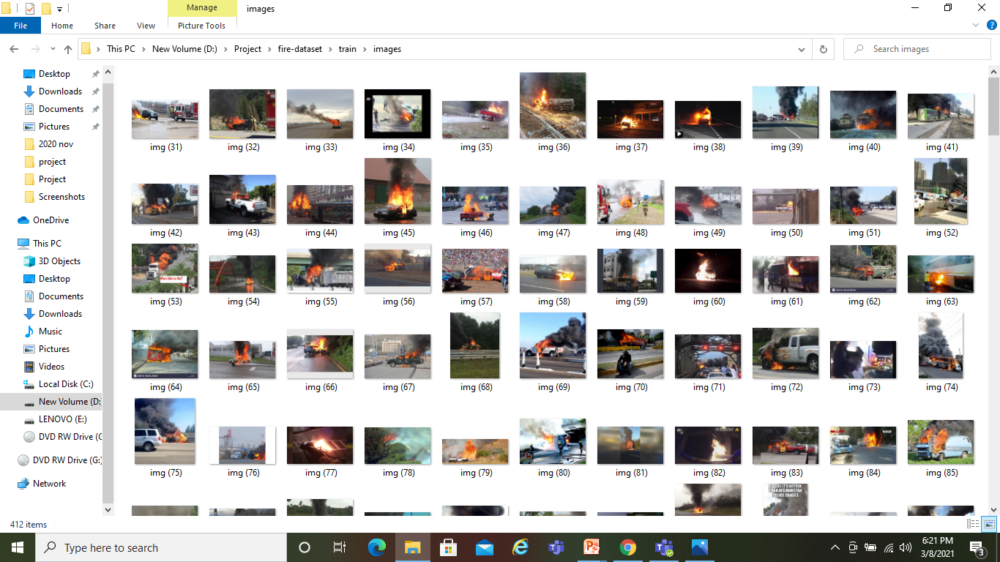 Manage
images
File
Home
Share
View
Picture Tools
This PC
New Volume (D:)
Project
fire-dataset
train
images
Search images
Desktop
Downloads
Documents
Pictures
2020 nov
project
Project
Screenshots
OneDrive
This PC
3D Objects
Desktop
Documents
Downloads
Music
Pictures
Videos
Local Disk (C:)
New Volume (D:
LENOVO (E:)
DVD RW Drive (G
DVD RW Drive (G:
Network
img (31) img (32) img (33) img (34) img (35) img (36) img (37) img (38) img (39) img (40) img (41)
img (42) img (43) img (44) img (45) img (46) img (47) img (48) img (49) img (50) img (51) img (52)
img (53) img (54) img (55) img (56) img (57) img (58) img (59) img (60) img (61) img (62) img (63)
img (64) img (65) img (66) img (67) img (68) img (69) img (70) img (71) img (72) img (73) img (74)
img (75) img (76) img (77) img (78) img (79) img (80) img (81) img (82) img (83) img (84) img (85)
THAN AFGHANISTAN
POLICE CHASES
412 items
Type here to search
6:21 PM
3/8/2021
3